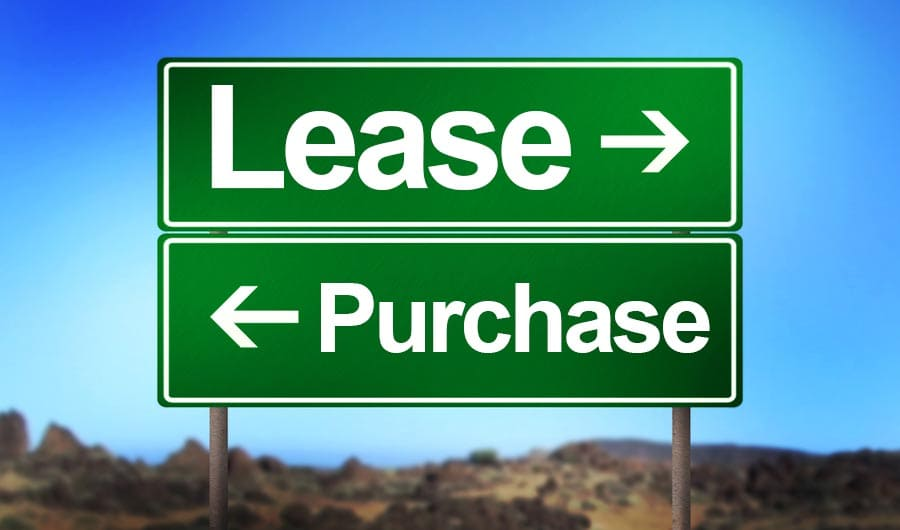 Lease →
← Purchase